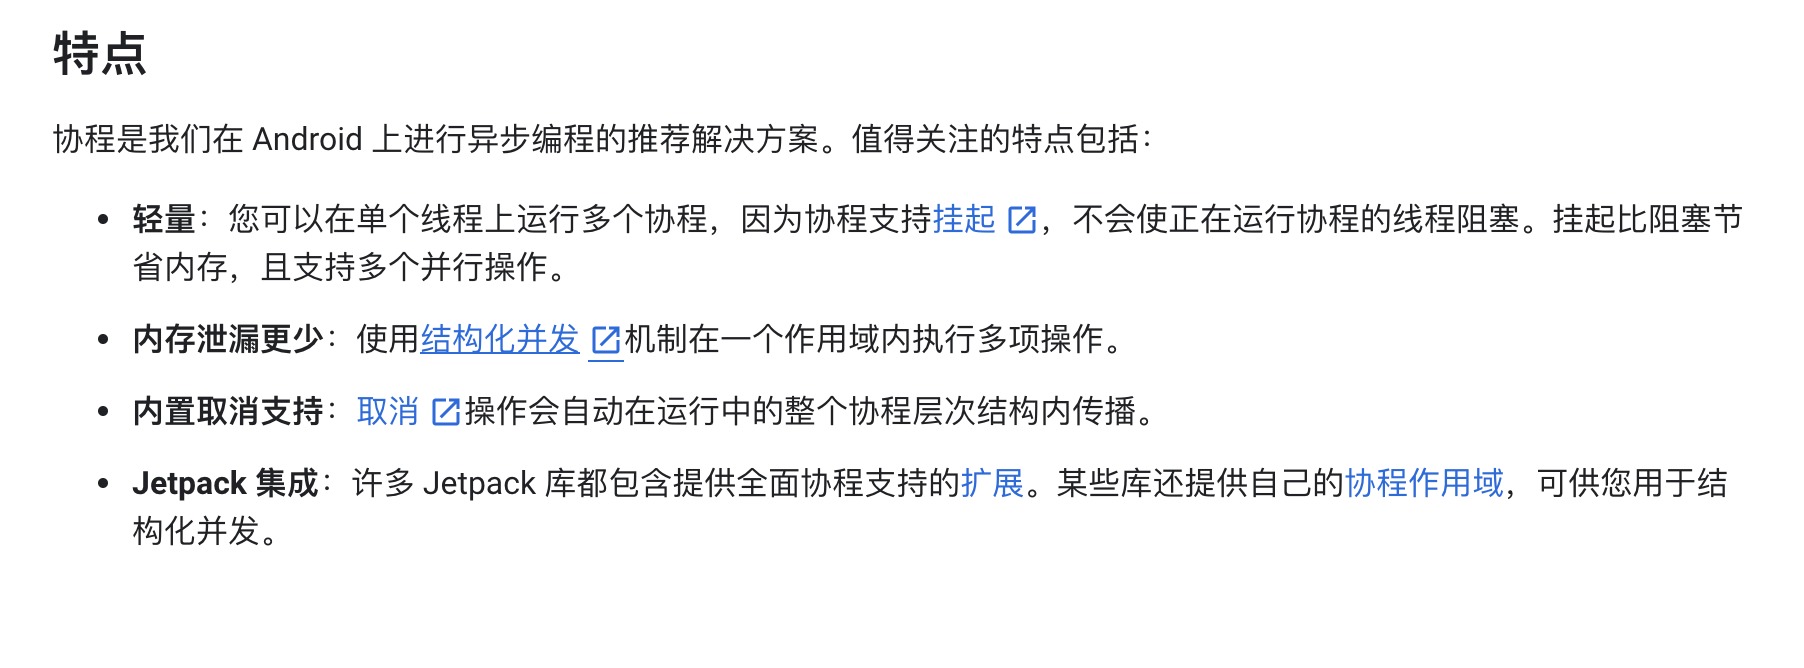 特点
协程是我们在 Android 上进行异步编程的推荐解决方案。值得关注的特点包括：
• 轻量：您可以在单个线程上运行多个协程，因为协程支持挂起，不会使正在运行协程的线程阻塞。挂起比阻塞节
省内存，且支持多个并行操作。
• 内存泄漏更少：使用结构化并发机制在一个作用域内执行多项操作。
• 内置取消支持：取消操作会自动在运行中的整个协程层次结构内传播。
• Jetpack 集成：许多 Jetpack 库都包含提供全面协程支持的扩展。某些库还提供自己的协程作用域，可供您用于结
构化并发。